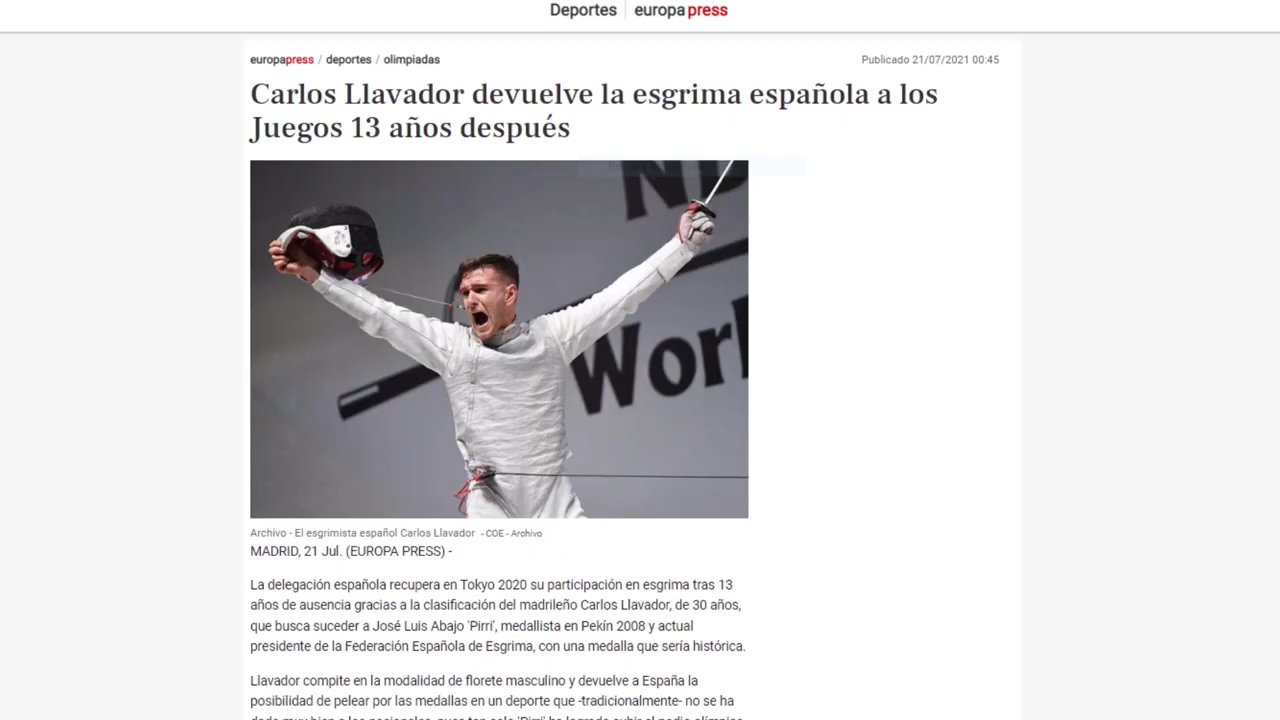 Deportes europapress
europapress / deportes / olimpiadas
Publicado 21/07/2021 00:45
Carlos Llavador devuelve la esgrima española a los
Juegos 13 años después
Worl
Archivo - El esgrimista español Carlos Llavador - COE - Archivo
MADRID, 21 Jul. (EUROPA PRESS) -
La delegación española recupera en Tokyo 2020 su participación en esgrima tras 13
años de ausencia gracias a la clasificación del madrileño Carlos Llavador, de 30 años,
que busca suceder a José Luis Abajo 'Pirri', medallista en Pekín 2008 y actual
presidente de la Federación Española de Esgrima, con una medalla que sería histórica.
Llavador compite en la modalidad de florete masculino y devuelve a España la
posibilidad de pelear por las medallas en un deporte que -tradicionalmente- no se ha